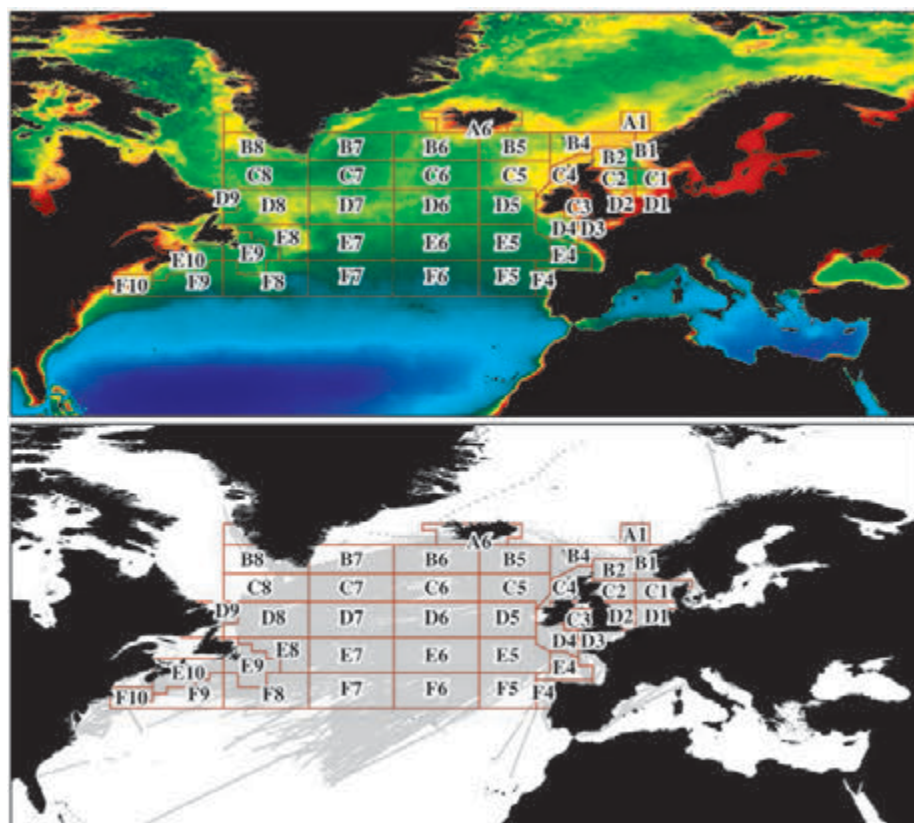 A1
A6
B8 B7 B6 B5 B4 B2 B1
C8 C7 C6 C5 C4 C2 C1
D9 D8 D7 D6 D5 C3 D2 D1
D4 D3
E10 E9 F8 E7 E6 E5 E4
F10 F9 F8 F7 F6 F5 F4
A1
A6
B8 B7 B6 B5 B4 B2 B1
C8 C7 C6 C5 C4 C2 C1
D9 D8 D7 D6 D5 C3 D2 D1
D4 D3
E10 E9 E8 E7 E6 E5 E4
F10 F9 F8 F7 F6 F5 F4